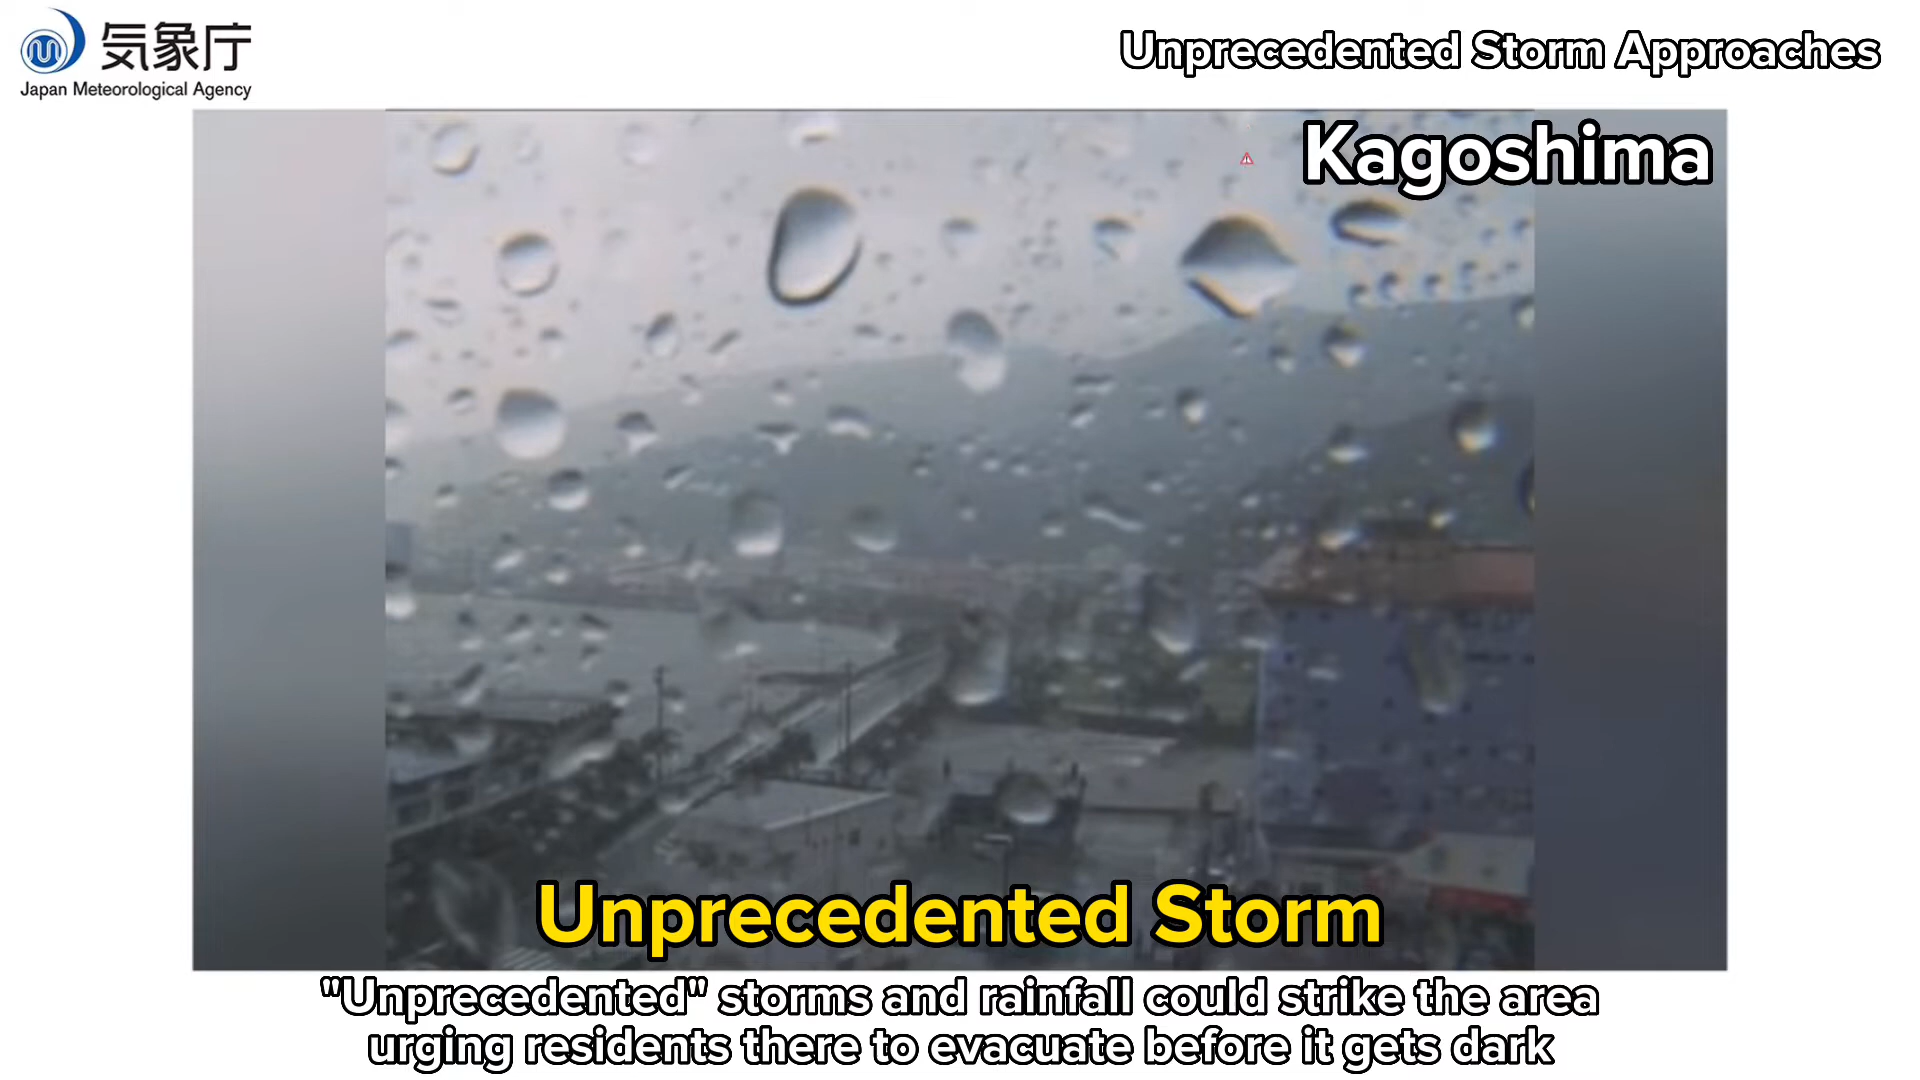 気象庁
Japan Meteorological Agency
Unprecedented Storm Approaches
Kagoshima
Unprecedented Storm
"Unprecedented" storms and rainfall could strike the area
urging residents there to evacuate before it gets dark